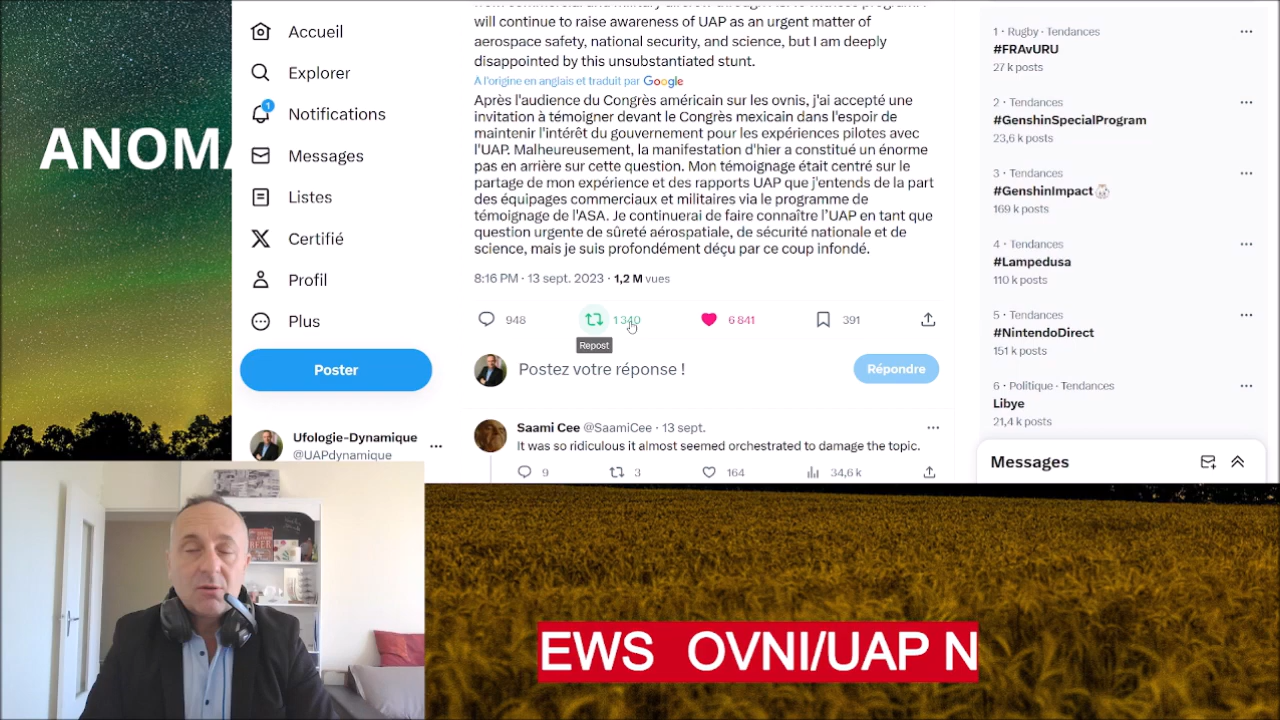 ANOMA
Accueil
Explorer
1
Notifications
Messages
Listes
Certifié
Profil
Plus
Poster
Ufologie-Dynamique
@UAPdynamique
will continue to raise awareness of UAP as an urgent matter of
aerospace safety, national security, and science, but I am deeply
disappointed by this unsubstantiated stunt.
À l'origine en anglais et traduit par Google
Après l'audience du Congrès américain sur les ovnis, j'ai accepté une
invitation à témoigner devant le Congrès mexicain dans l'espoir de
maintenir l'intérêt du gouvernement pour les expériences pilotes avec
l'UAP. Malheureusement, la manifestation d'hier a constitué un énorme
pas en arrière sur cette question. Mon témoignage était centré sur le
partage de mon expérience et des rapports UAP que j'entends de la part
des équipages commerciaux et militaires via le programme de
témoignage de l'ASA. Je continuerai de faire connaître l'UAP en tant que
question urgente de sûreté aérospatiale, de sécurité nationale et de
science, mais je suis profondément déçu par ce coup infondé.
8:16 PM · 13 sept. 2023 · 1,2 M vues
948 1 340 6 841 391
Repost
Postez votre réponse !
Répondre
Saami Cee @SaamiCee · 13 sept.
It was so ridiculous it almost seemed orchestrated to damage the topic.
9 3 164 34,6 k
1 · Rugby · Tendances
#FRAvURU
27 k posts
2 · Tendances
#GenshinSpecialProgram
23,6 k posts
3 · Tendances
#GenshinImpact
169 k posts
4 · Tendances
#Lampedusa
110 k posts
5 · Tendances
#NintendoDirect
151 k posts
6 · Politique · Tendances
Libye
21,4 k posts
Messages
EWS OVNI/UAP N